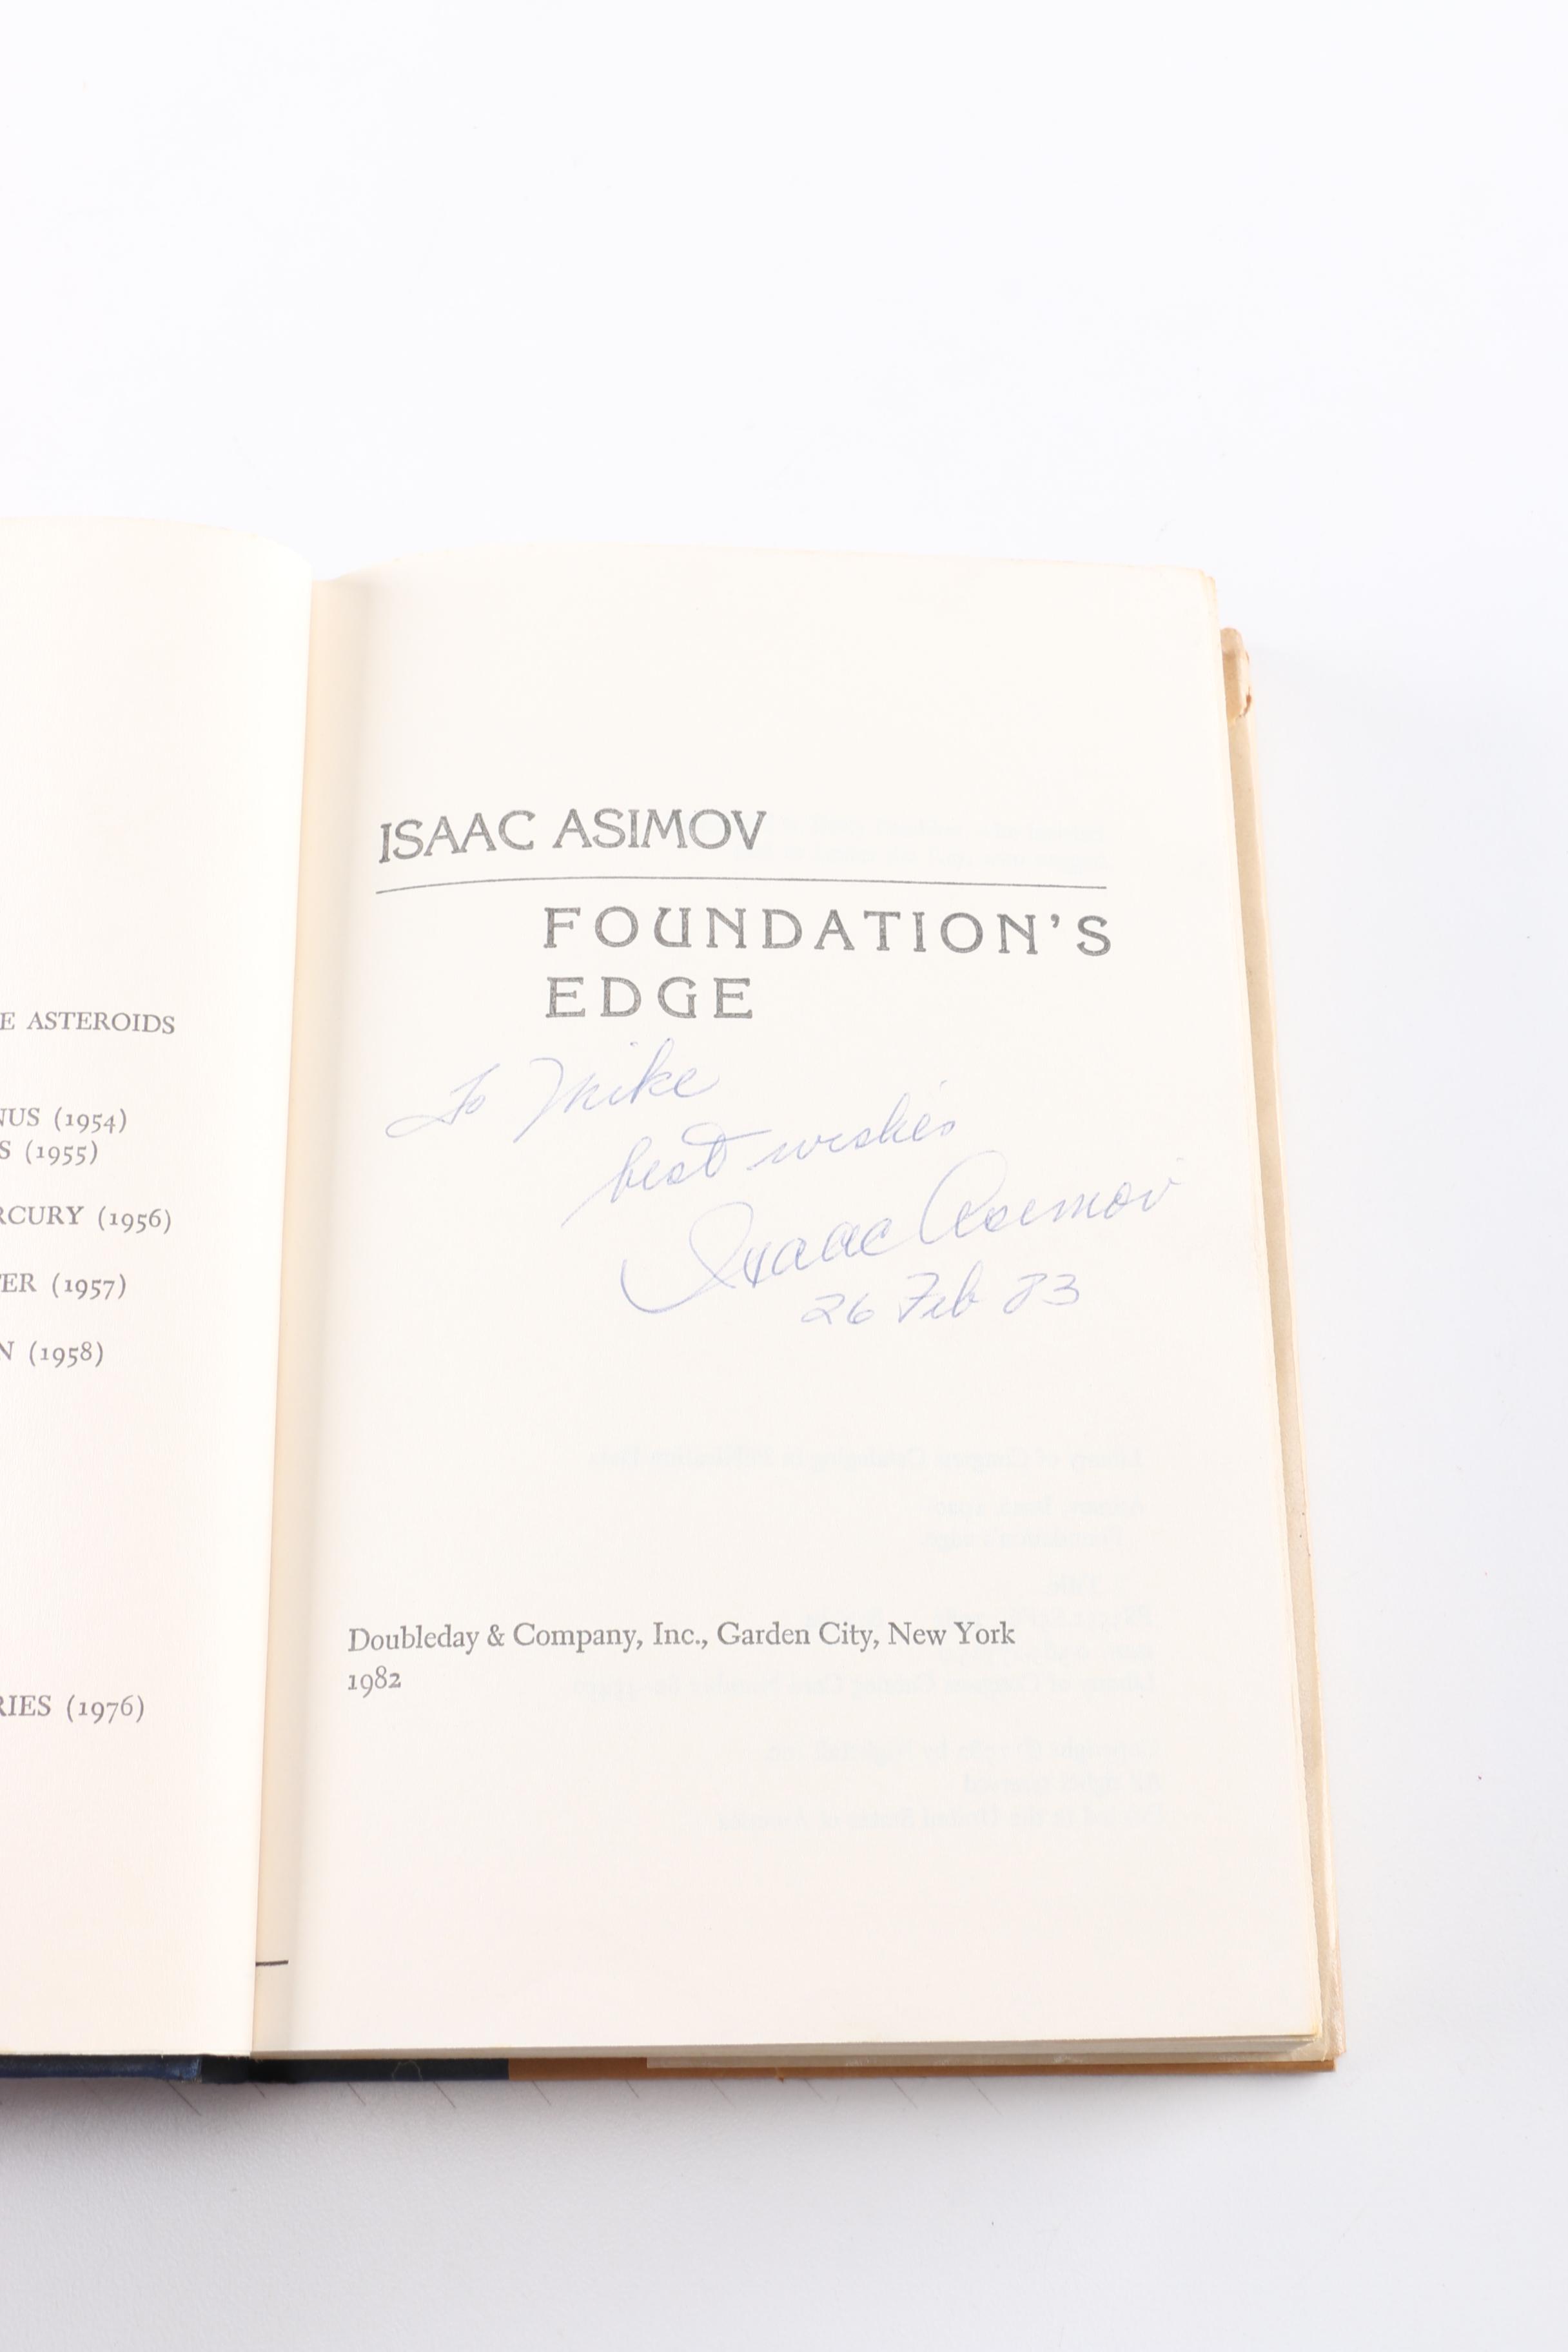 E ASTEROIDS
NUS (1954)
S (1955)
RCURY (1956)
ER (1957)
N (1958)
RIES (1976)
ISAAC ASIMOV
FOUNDATION'S
EDGE
To Mike
best wishes
Isaac Asimov
26 Feb 83
Doubleday & Company, Inc., Garden City, New York
1982